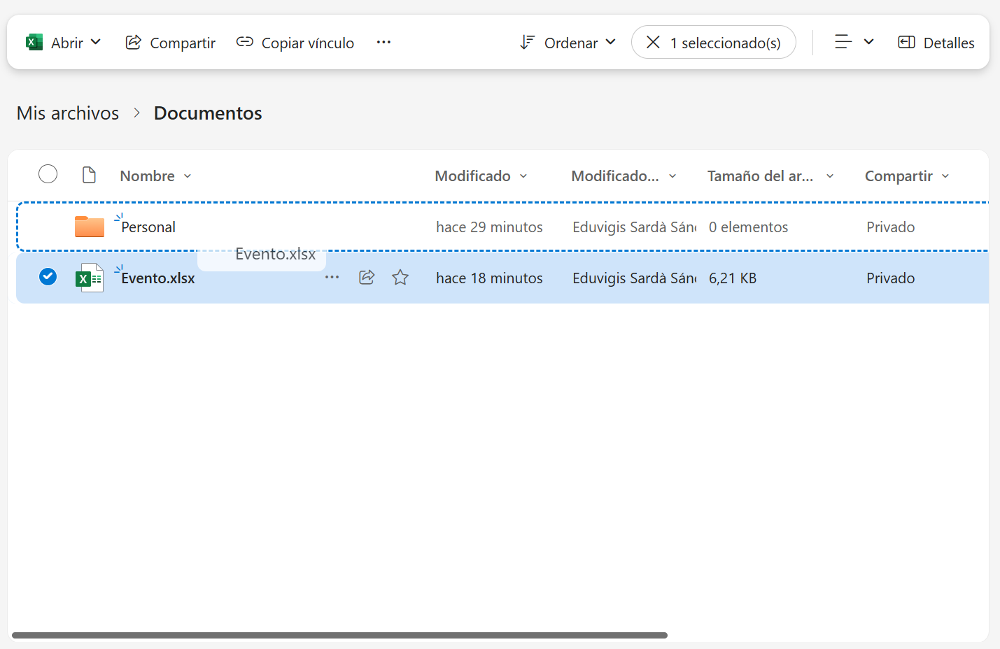 Abrir Compartir Copiar vínculo ··· Ordenar 1 seleccionado(s) Detalles
Mis archivos > Documentos
Nombre Modificado Modificado... Tamaño del ar... Compartir
Personal hace 29 minutos Eduvigis Sardà Sánc 0 elementos Privado
Evento.xlsx
Evento.xlsx ··· hace 18 minutos Eduvigis Sardà Sánc 6,21 KB Privado